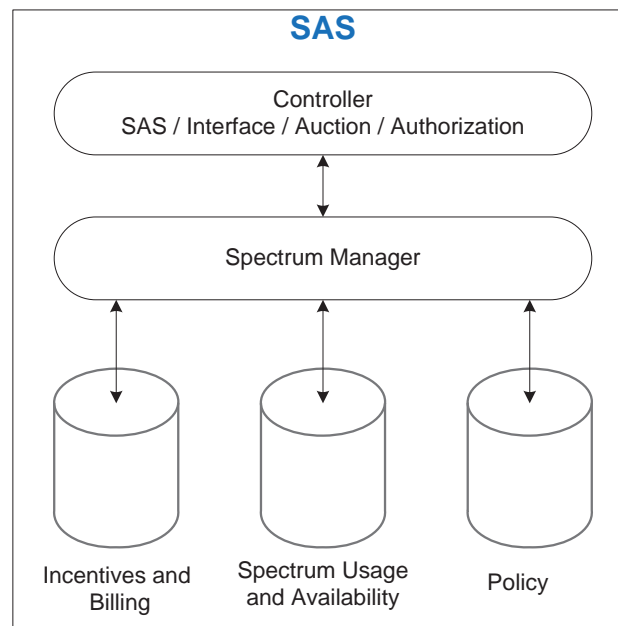 SAS
Controller
SAS / Interface / Auction / Authorization
Spectrum Manager
Incentives and
Billing
Spectrum Usage
and Availability
Policy